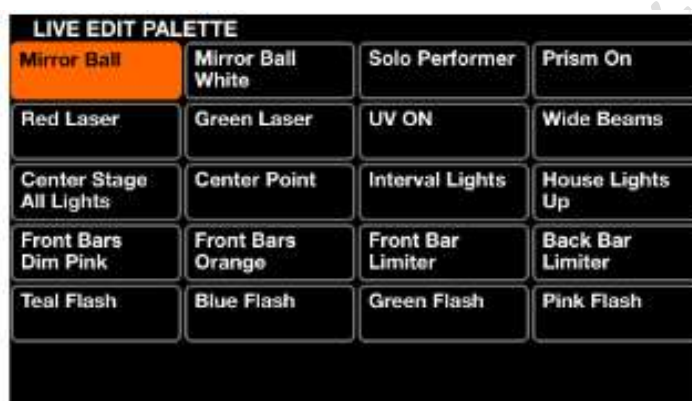 LIVE EDIT PALETTE
Mirror Ball
Mirror Ball
White
Solo Performer
Prism On
Red Laser
Green Laser
UV ON
Wide Beams
Center Stage
All Lights
Center Point
Interval Lights
House Lights
Up
Front Bars
Dim Pink
Front Bars
Orange
Front Bar
Limiter
Back Bar
Limiter
Teal Flash
Blue Flash
Green Flash
Pink Flash